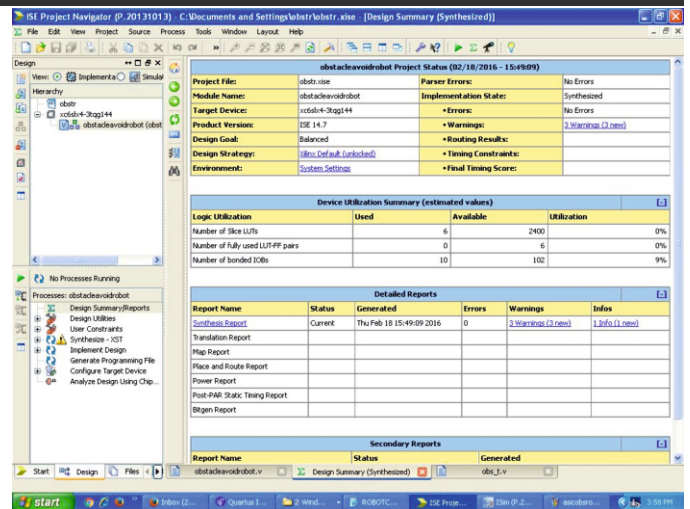 ISE Project Navigator (P.20131013) - C:\Documents and Settings\obstr\obstr.xise - [Design Summary (Synthesized)]
File Edit View Project Source Process Tools Window Layout Help
Design
View: Implementa Simulat
Hierarchy
obstr
xc6slx4-3tqg144
obstacleavoidrobot (obst
No Processes Running
Processes: obstacleavoidrobot
Design Summary/Reports
Design Utilities
User Constraints
Synthesize - XST
Implement Design
Generate Programming File
Configure Target Device
Analyze Design Using Chip...
Start Design Files
obstacleavoidrobot Project Status (02/18/2016 - 15:49:09)
Project File: obstr.xise Parser Errors: No Errors
Module Name: obstacleavoidrobot Implementation State: Synthesized
Target Device: xc6slx4-3tqg144 •Errors: No Errors
Product Version: ISE 14.7 •Warnings: 3 Warnings (3 new)
Design Goal: Balanced •Routing Results:
Design Strategy: Xilinx Default (unlocked) •Timing Constraints:
Environment: System Settings •Final Timing Score:
Device Utilization Summary (estimated values) [-]
Logic Utilization Used Available Utilization
Number of Slice LUTs 6 2400 0%
Number of fully used LUT-FF pairs 0 6 0%
Number of bonded IOBs 10 102 9%
Detailed Reports [-]
Report Name Status Generated Errors Warnings Infos
Synthesis Report Current Thu Feb 18 15:49:09 2016 0 3 Warnings (3 new) 1 Info (1 new)
Translation Report
Map Report
Place and Route Report
Power Report
Post-PAR Static Timing Report
Bitgen Report
Secondary Reports [-]
Report Name Status Generated
obstacleavoidrobot.v Design Summary (Synthesized) obs_t.v
start Inbox (2... Quartus I... 2 Wind... ROBOTC... ISE Proje... ISim (P.2... 3:58 PM